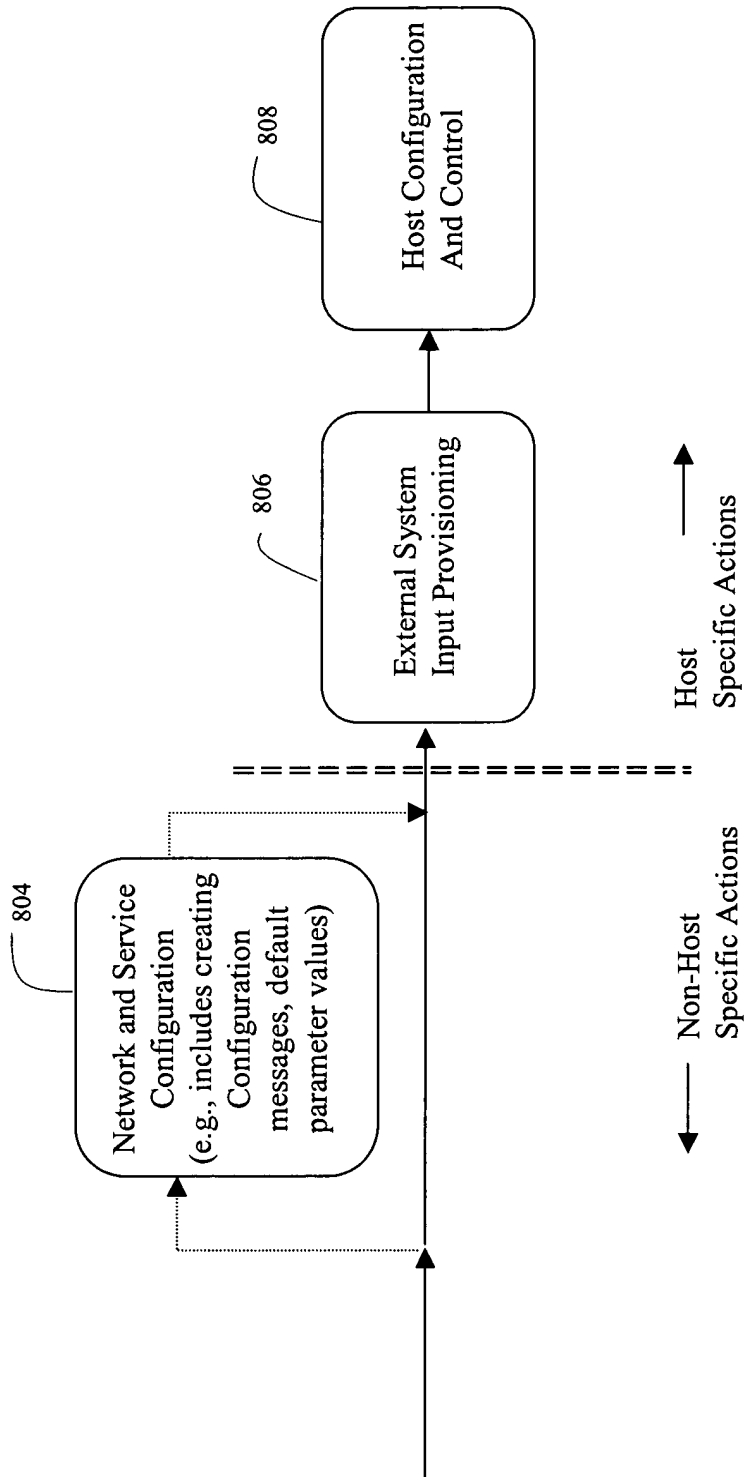 804
Network and Service
Configuration
(e.g., includes creating
Configuration
messages, default
parameter values)
806
External System
Input Provisioning
808
Host Configuration
And Control
Non-Host
Specific Actions
Host
Specific Actions